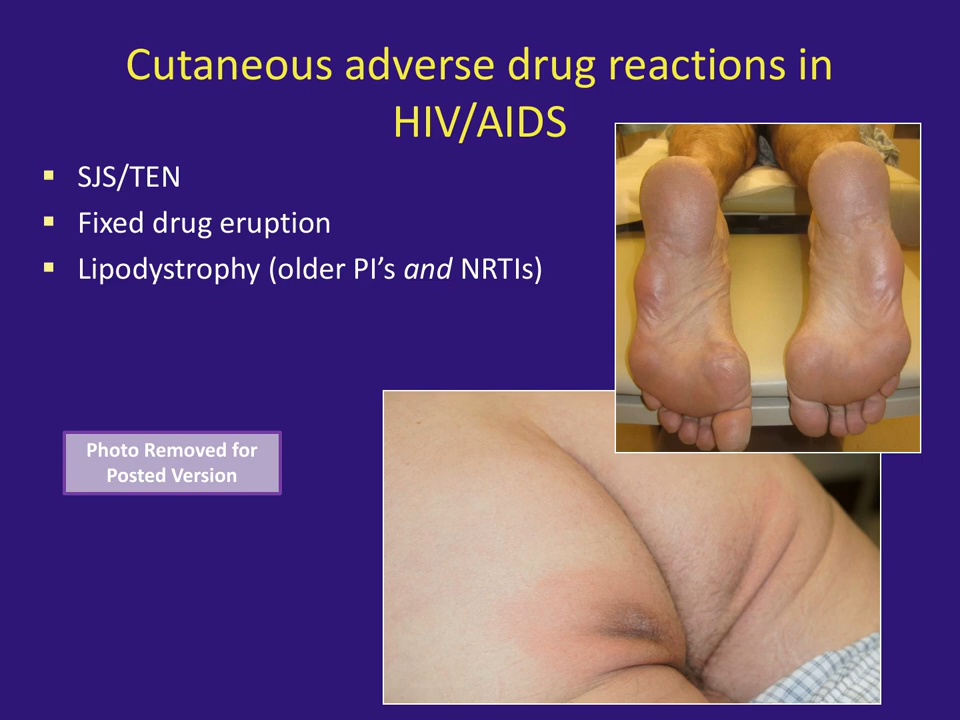 Cutaneous adverse drug reactions in
HIV/AIDS
▪ SJS/TEN
▪ Fixed drug eruption
▪ Lipodystrophy (older PI’s and NRTIs)
Photo Removed for
Posted Version